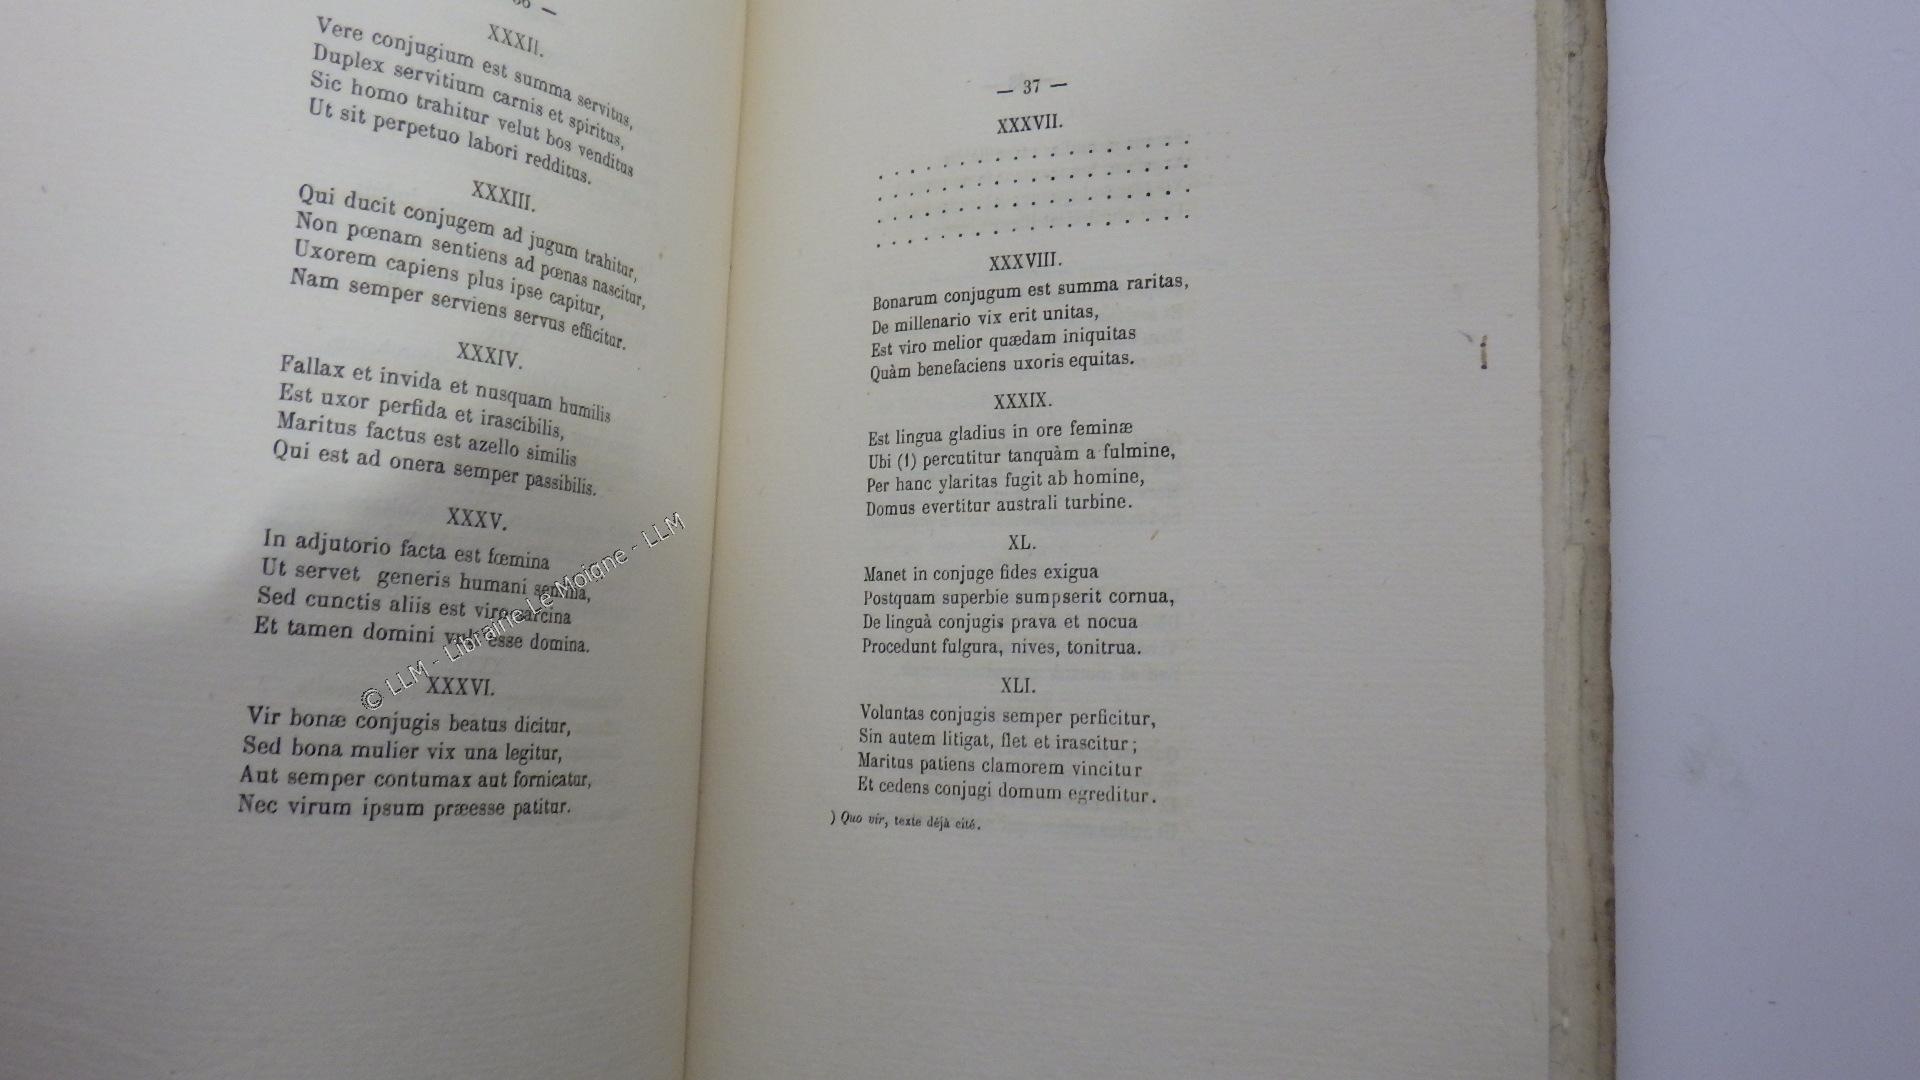 XXXII.
Vere conjugium est summa servitus,
Duplex servitium carnis et spiritus,
Sic homo trahitur velut bos venditus
Ut sit perpetuo labori redditus.
XXXIII.
Qui ducit conjugem ad jugum trahitur,
Non pœnam sentiens ad pœnas nascitur,
Uxorem capiens plus ipse capitur,
Nam semper serviens servus efficitur.
XXXIV.
Fallax et invida et nusquam humilis
Est uxor perfida et irascibilis,
Maritus factus est azello similis
Qui est ad onera semper passibilis.
XXXV.
In adjutorio facta est fœmina
Ut servet generis humani semina,
Sed cunctis aliis est viro sarcina
Et tamen domini vult esse domina.
XXXVI.
Vir bonæ conjugis beatus dicitur,
Sed bona mulier vix una legitur,
Aut semper contumax aut fornicatur,
Nec virum ipsum præesse patitur.
© LLM - Librairie Le Moigne - LLM
— 37 —
XXXVII.
. . . . . . . . . . . . . . . . . . . .
. . . . . . . . . . . . . . . . . . . .
. . . . . . . . . . . . . . . . . . . .
. . . . . . . . . . . . . . . . . . . .
XXXVIII.
Bonarum conjugum est summa raritas,
De millenario vix erit unitas,
Est viro melior quædam iniquitas
Quàm benefaciens uxoris equitas.
XXXIX.
Est lingua gladius in ore feminæ
Ubi (1) percutitur tanquàm a fulmine,
Per hanc ylaritas fugit ab homine,
Domus evertitur australi turbine.
XL.
Manet in conjuge fides exigua
Postquam superbie sumpserit cornua,
De linguà conjugis prava et nocua
Procedunt fulgura, nives, tonitrua.
XLI.
Voluntas conjugis semper perficitur,
Sin autem litigat, flet et irascitur;
Maritus patiens clamorem vincitur
Et cedens conjugi domum egreditur.
) Quo vir, texte déjà cité.